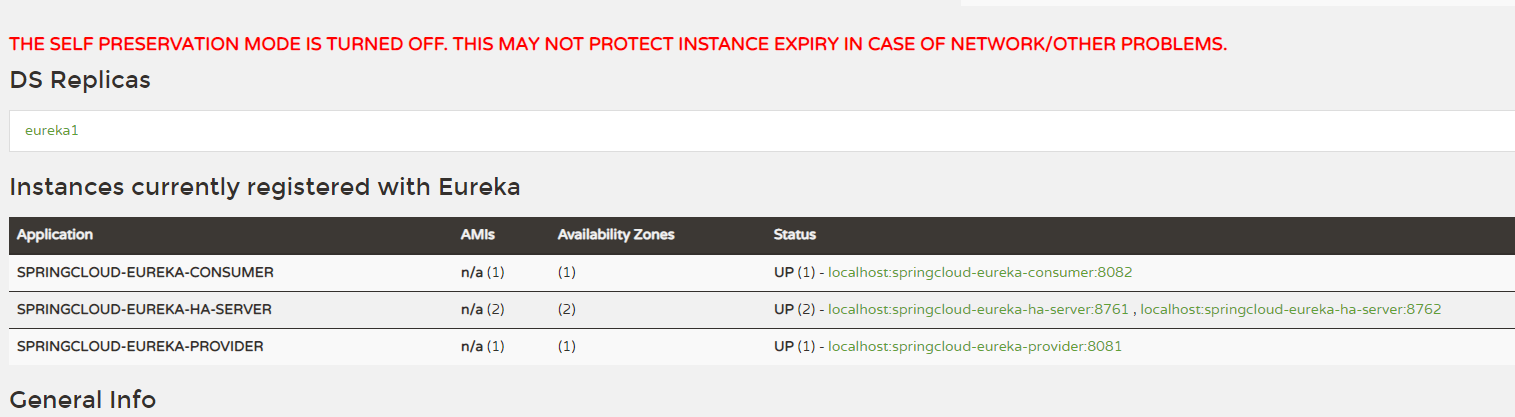 THE SELF PRESERVATION MODE IS TURNED OFF. THIS MAY NOT PROTECT INSTANCE EXPIRY IN CASE OF NETWORK/OTHER PROBLEMS.
DS Replicas
eureka1
Instances currently registered with Eureka
Application AMIs Availability Zones Status
SPRINGCLOUD-EUREKA-CONSUMER n/a (1) (1) UP (1) - localhost:springcloud-eureka-consumer:8082
SPRINGCLOUD-EUREKA-HA-SERVER n/a (2) (2) UP (2) - localhost:springcloud-eureka-ha-server:8761 , localhost:springcloud-eureka-ha-server:8762
SPRINGCLOUD-EUREKA-PROVIDER n/a (1) (1) UP (1) - localhost:springcloud-eureka-provider:8081
General Info